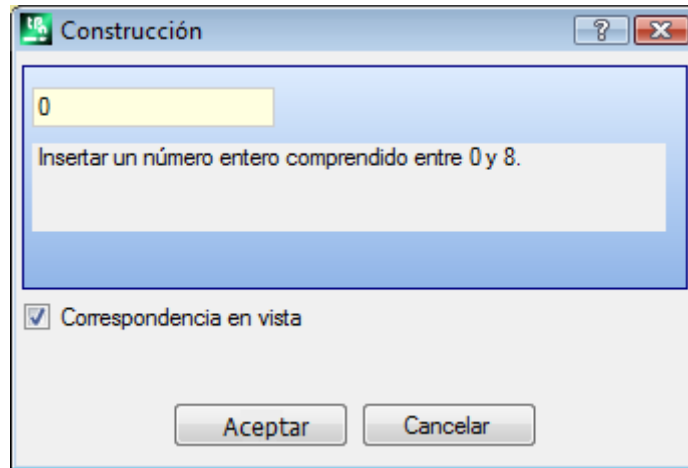 Construcción
0
Insertar un número entero comprendido entre 0 y 8.
Correspondencia en vista
Aceptar Cancelar